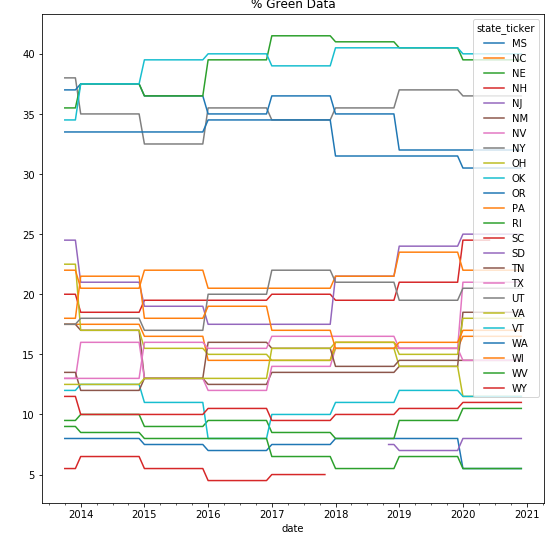 % Green Data
state_ticker
MS
NC
NE
NH
NJ
NM
NV
NY
OH
OK
OR
PA
RI
SC
SD
TN
TX
UT
VA
VT
WA
WI
WV
WY
40
35
30
25
20
15
10
5
2014 2015 2016 2017 2018 2019 2020 2021
date